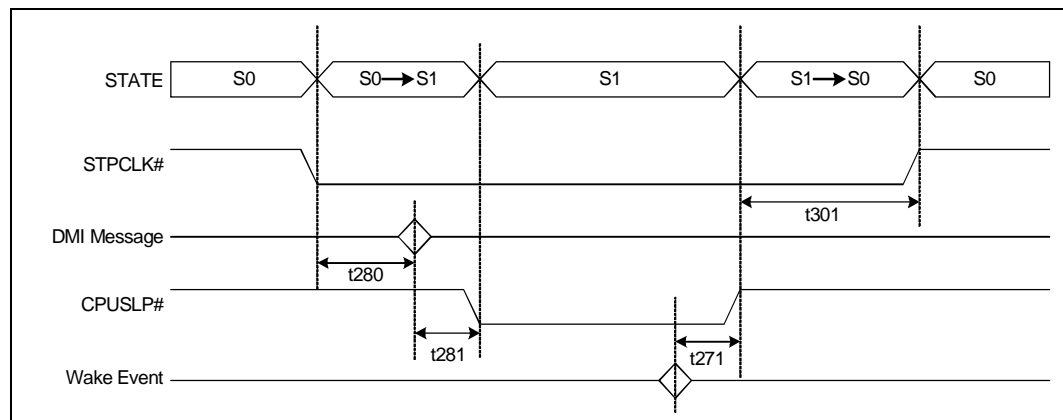 STATE
S0
S0→S1
S1
S1→S0
S0
STPCLK#
t301
DMI Message
t280
CPUSLP#
t281
t271
Wake Event